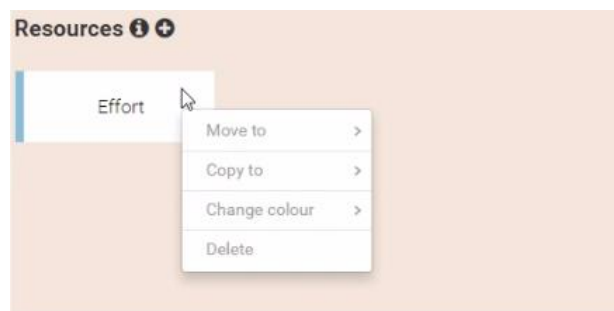 Resources
Effort
Move to
Copy to
Change colour
Delete